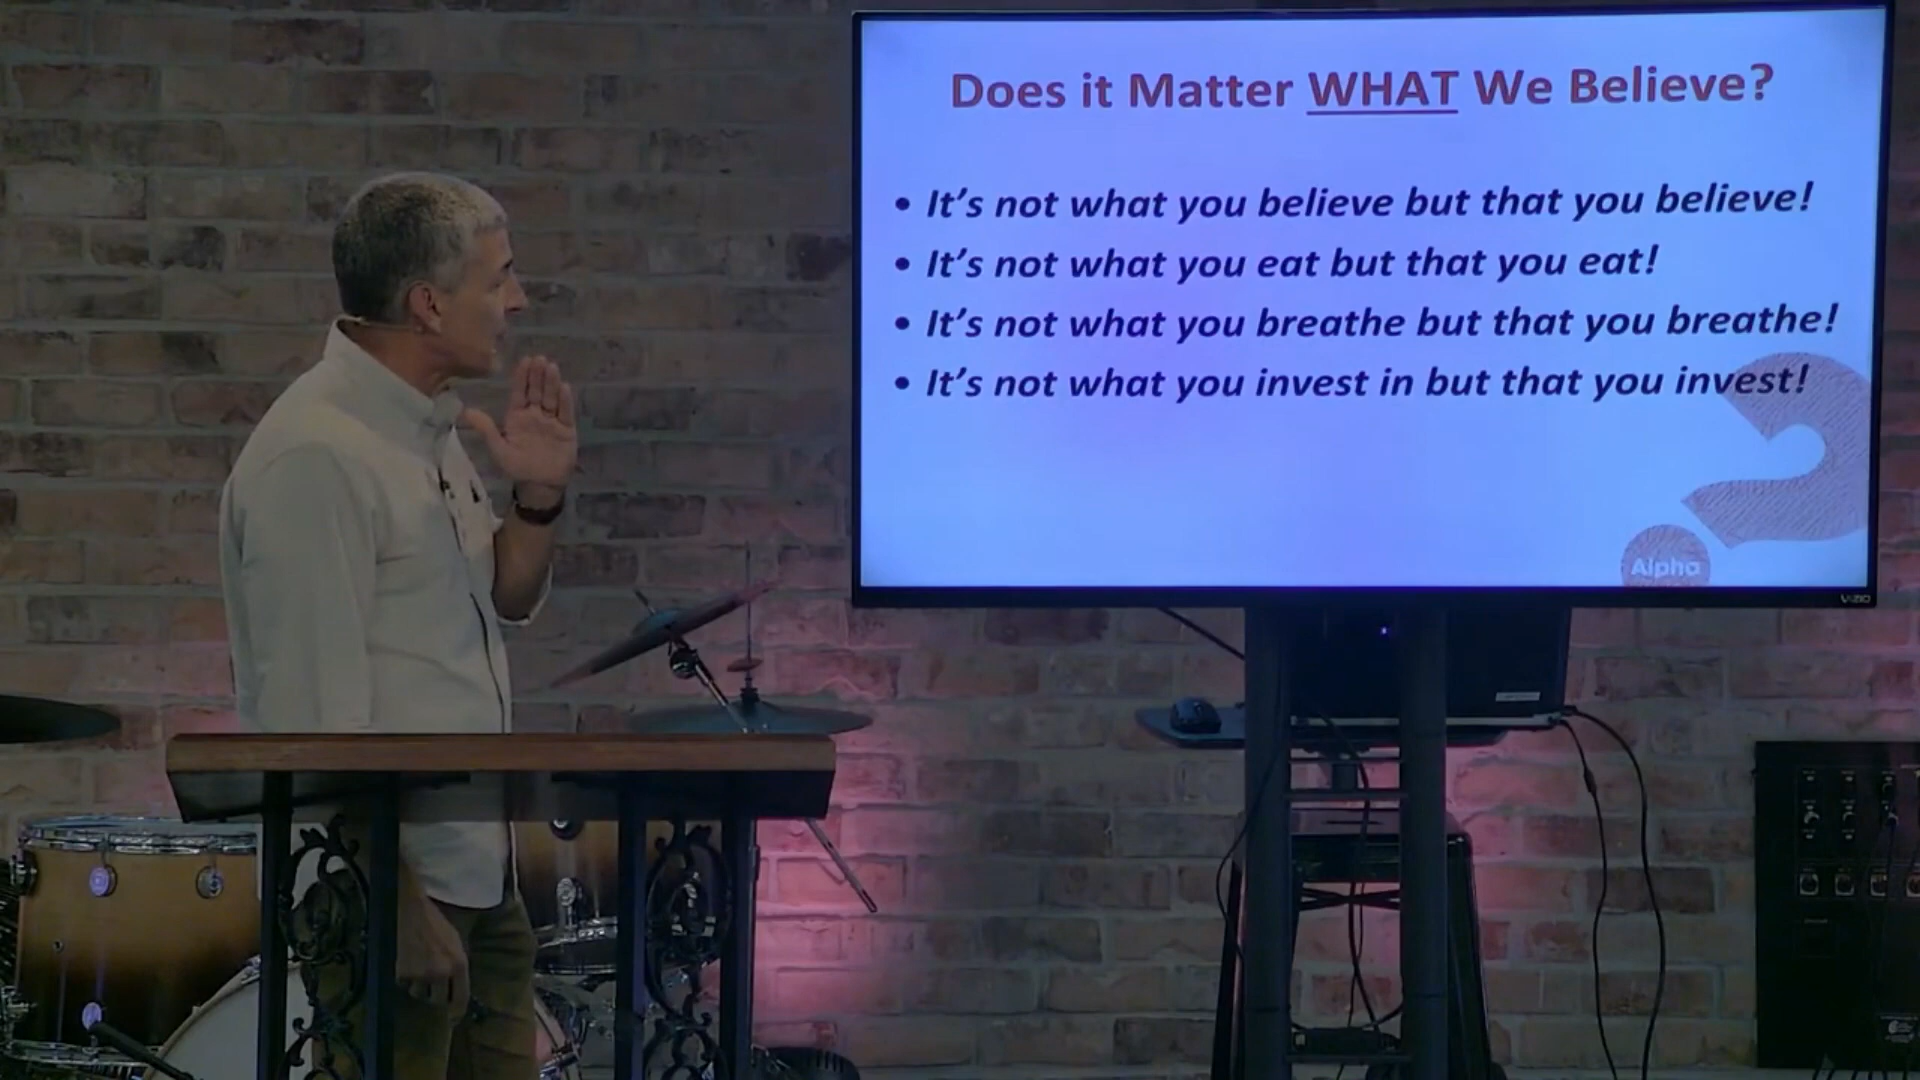 Does it Matter WHAT We Believe?
• It's not what you believe but that you believe!
• It's not what you eat but that you eat!
• It's not what you breathe but that you breathe!
• It's not what you invest in but that you invest!
Alpha
VIZIO